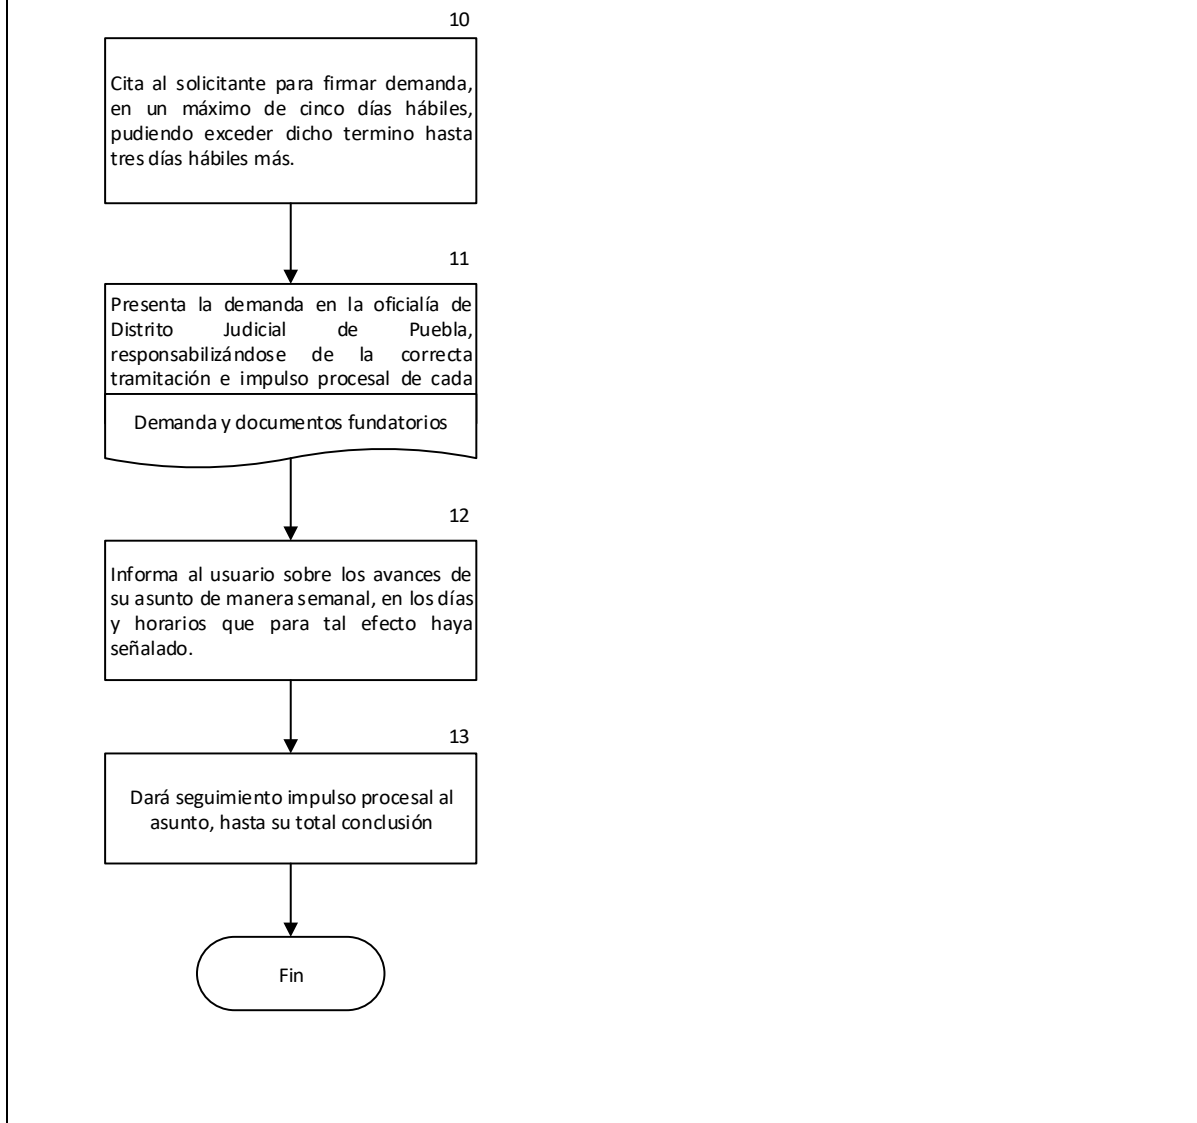 10
Cita al solicitante para firmar demanda,
en un máximo de cinco días hábiles,
pudiendo exceder dicho termino hasta
tres días hábiles más.
11
Presenta la demanda en la oficialía de
Distrito Judicial de Puebla,
responsabilizándose de la correcta
tramitación e impulso procesal de cada
Demanda y documentos fundatorios
12
Informa al usuario sobre los avances de
su asunto de manera semanal, en los días
y horarios que para tal efecto haya
señalado.
13
Dará seguimiento impulso procesal al
asunto, hasta su total conclusión
Fin